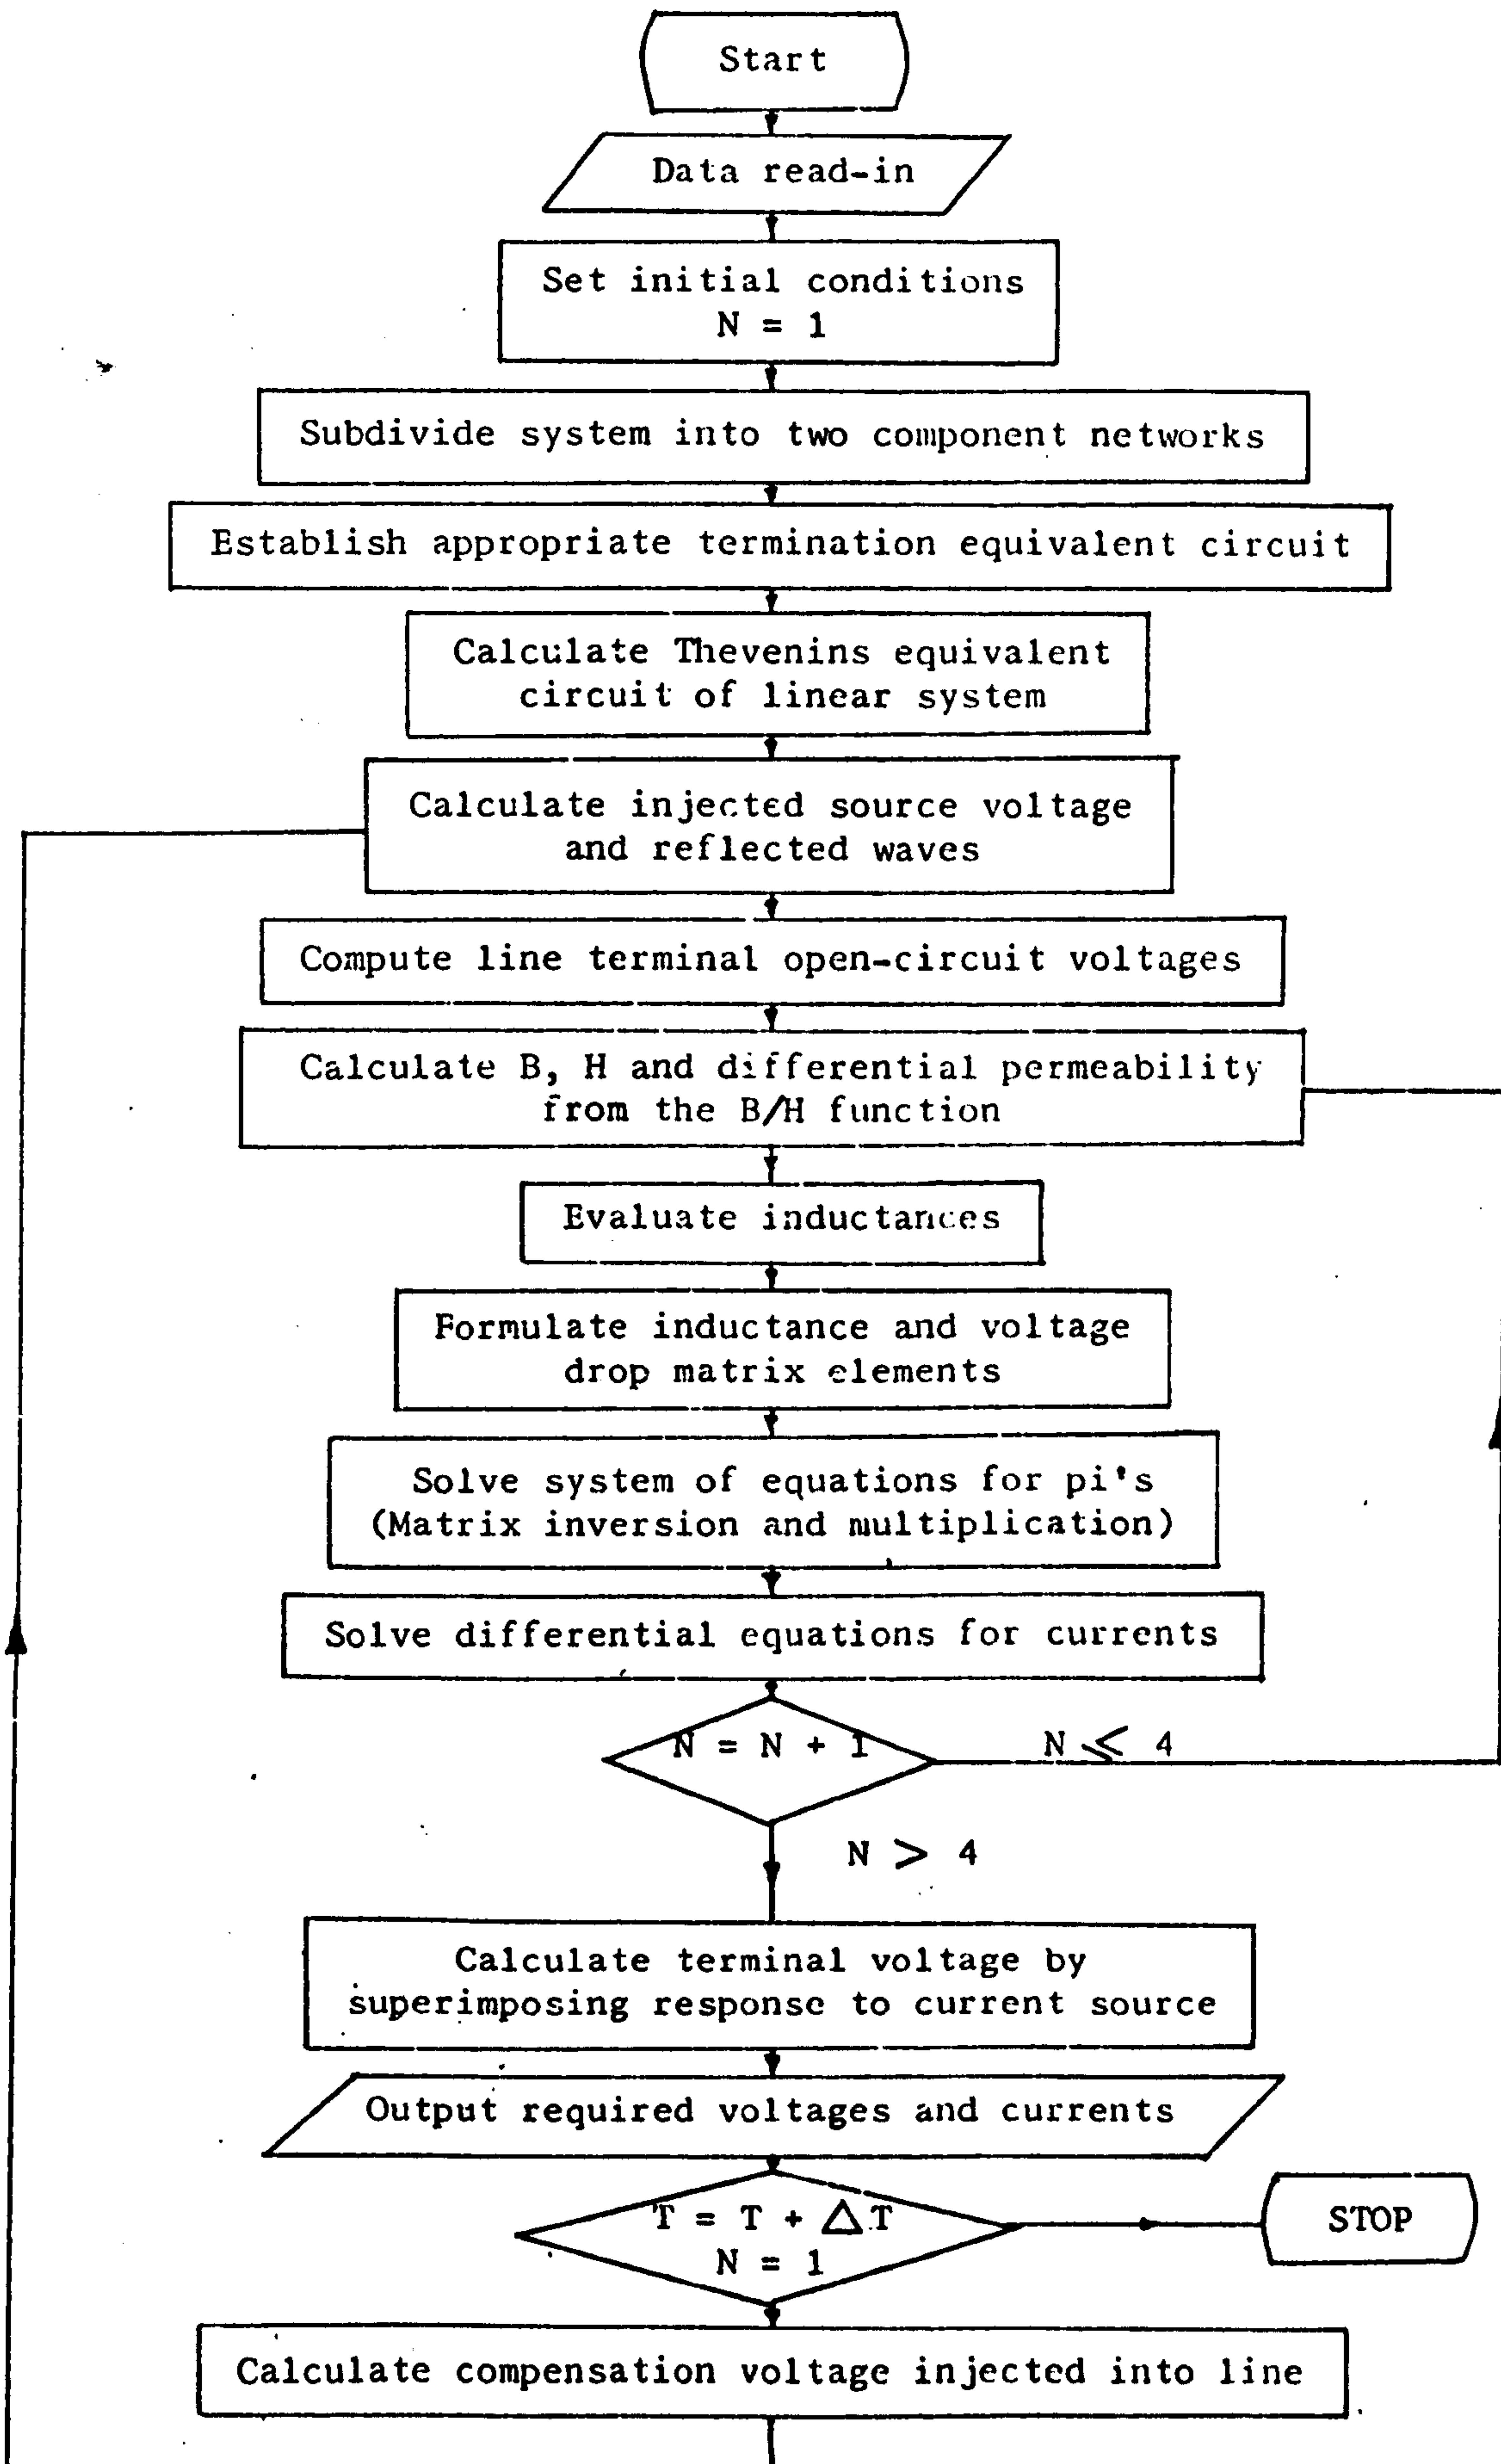 Start
Data read-in
Set initial conditions
N = 1
Subdivide system into two component networks
Establish appropriate termination equivalent circuit
Calculate Thevenins equivalent
circuit of linear system
Calculate injected source voltage
and reflected waves
Compute line terminal open-circuit voltages
Calculate B, H and differential permeability
from the B/H function
Evaluate inductances
Formulate inductance and voltage
drop matrix elements
Solve system of equations for pi's
(Matrix inversion and multiplication)
Solve differential equations for currents
N = N + 1
N ⩽ 4
N > 4
Calculate terminal voltage by
superimposing response to current source
Output required voltages and currents
T = T + △T
N = 1
STOP
Calculate compensation voltage injected into line